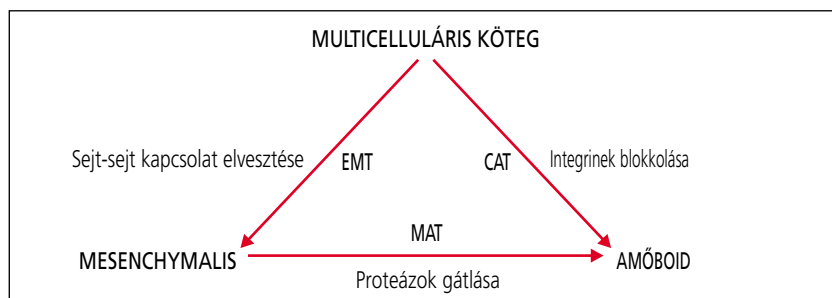 MULTICELLULÁRIS KÖTEG
Sejt-sejt kapcsolat elvesztése
EMT
CAT
Integrinek blokkolása
MAT
MESENCHYMALIS
AMŐBOID
Proteázok gátlása